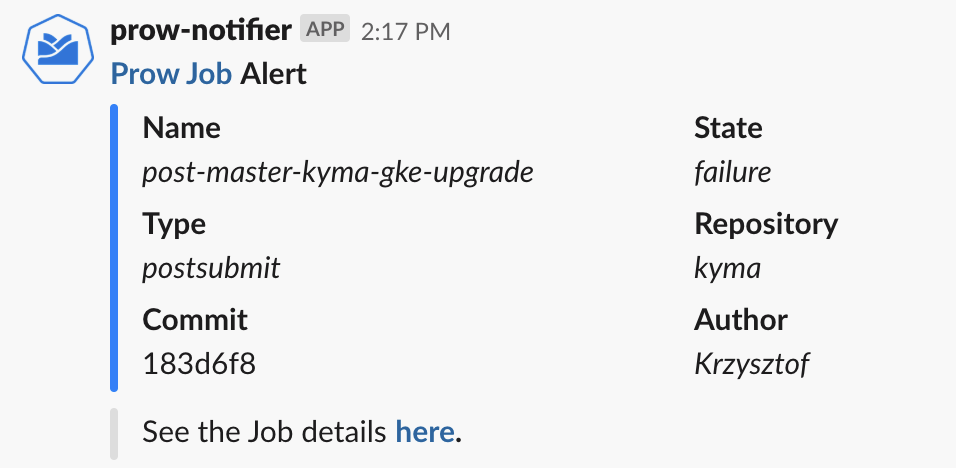 prow-notifier APP 2:17 PM
Prow Job Alert
Name State
post-master-kyma-gke-upgrade failure
Type Repository
postsubmit kyma
Commit Author
183d6f8 Krzysztof
See the Job details here.